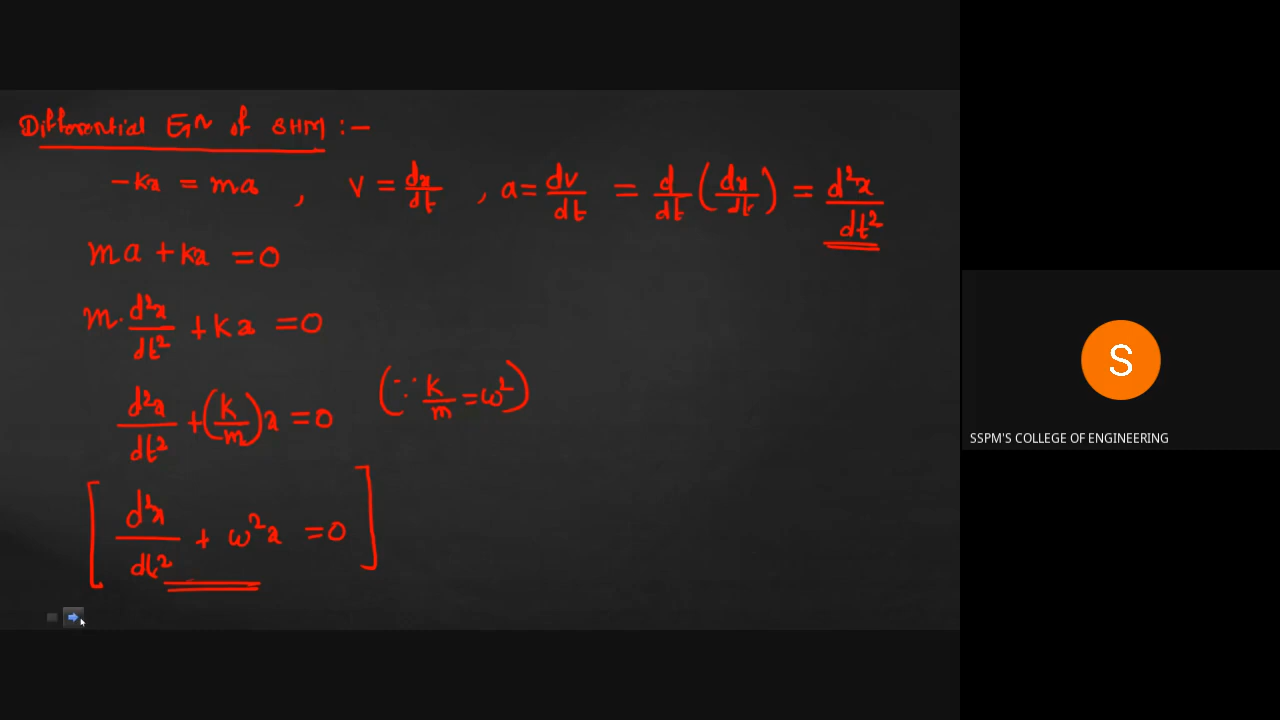 Differential Eqn of SHM :-
-kx = ma , v = dx/dt , a = dv/dt = d/dt (dx/dt) = d²x/dt²
ma + kx = 0
m. d²x/dt² + kx = 0
d²x/dt² + (k/m)x = 0 (∵ k/m = ω²)
[d²x/dt² + ω²x = 0]
S
SSPM'S COLLEGE OF ENGINEERING